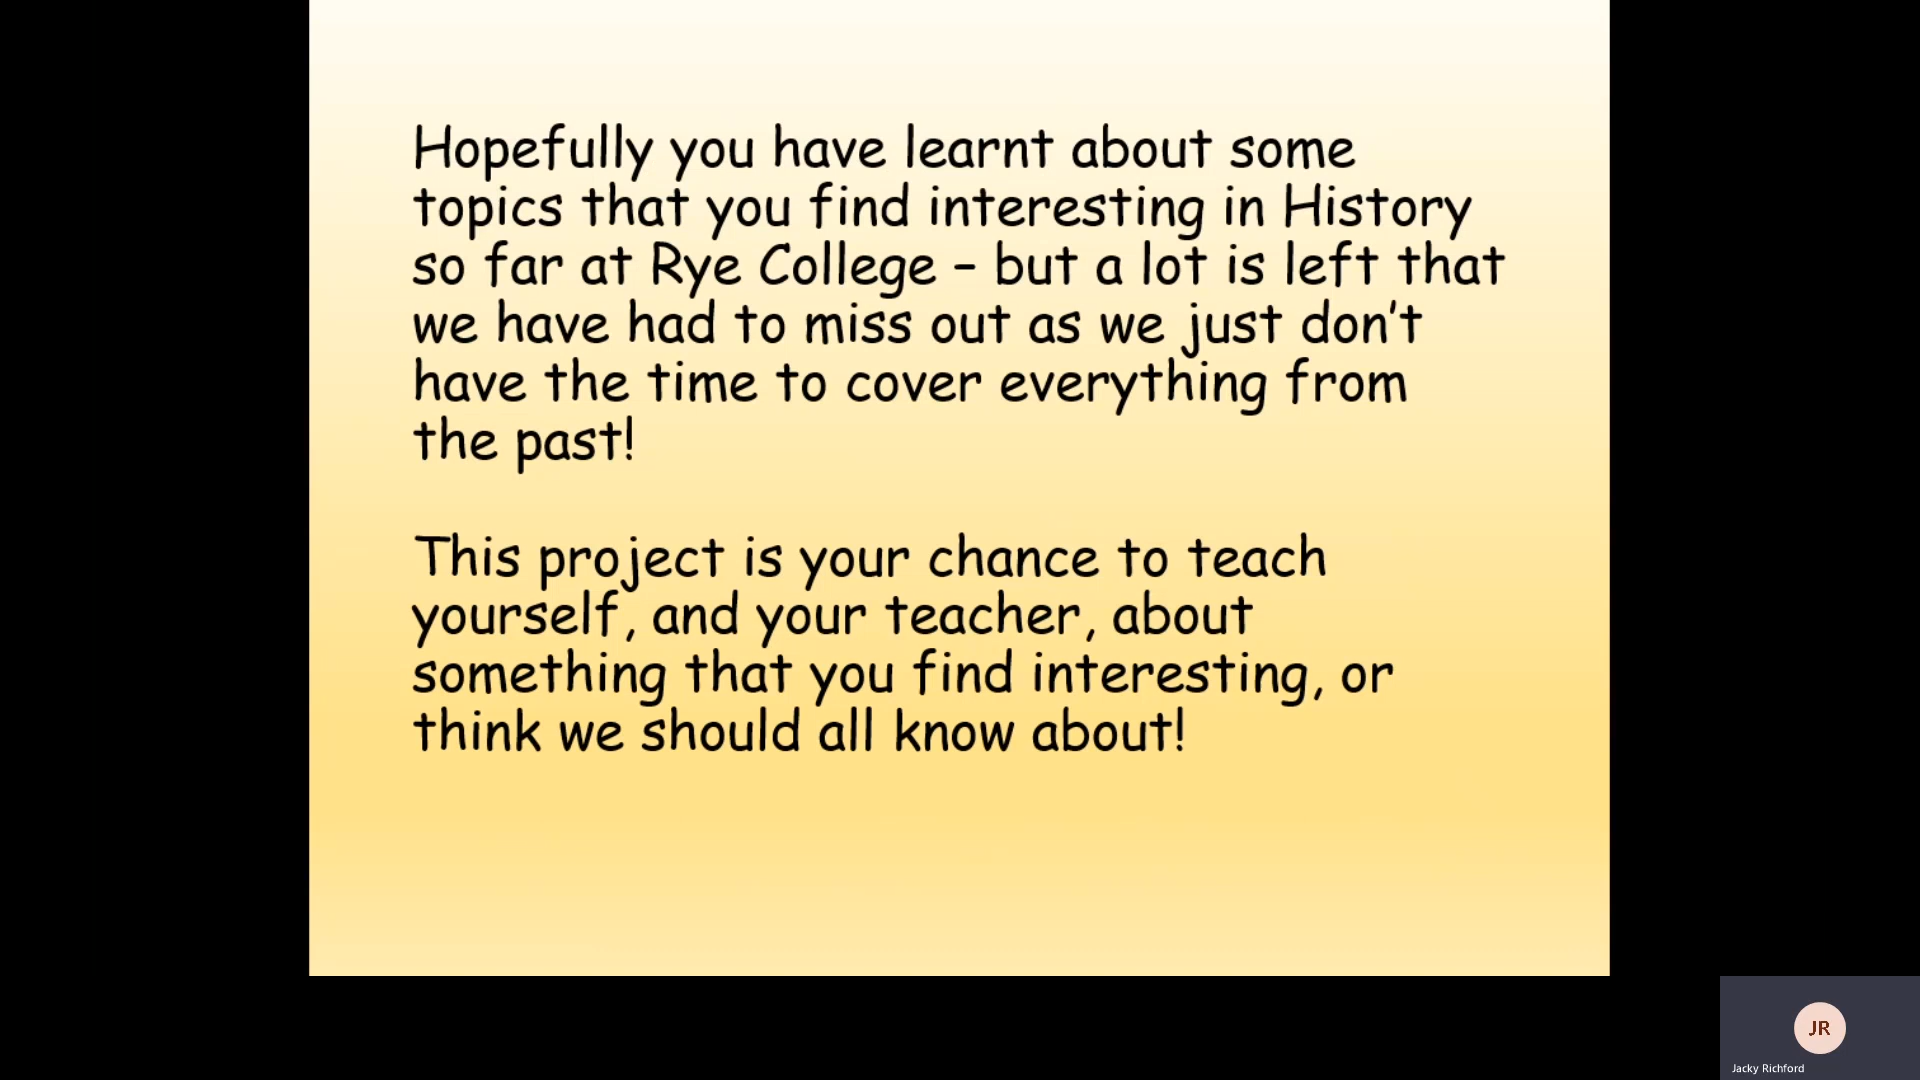 Hopefully you have learnt about some
topics that you find interesting in History
so far at Rye College – but a lot is left that
we have had to miss out as we just don’t
have the time to cover everything from
the past!
This project is your chance to teach
yourself, and your teacher, about
something that you find interesting, or
think we should all know about!
JR
Jacky Richford